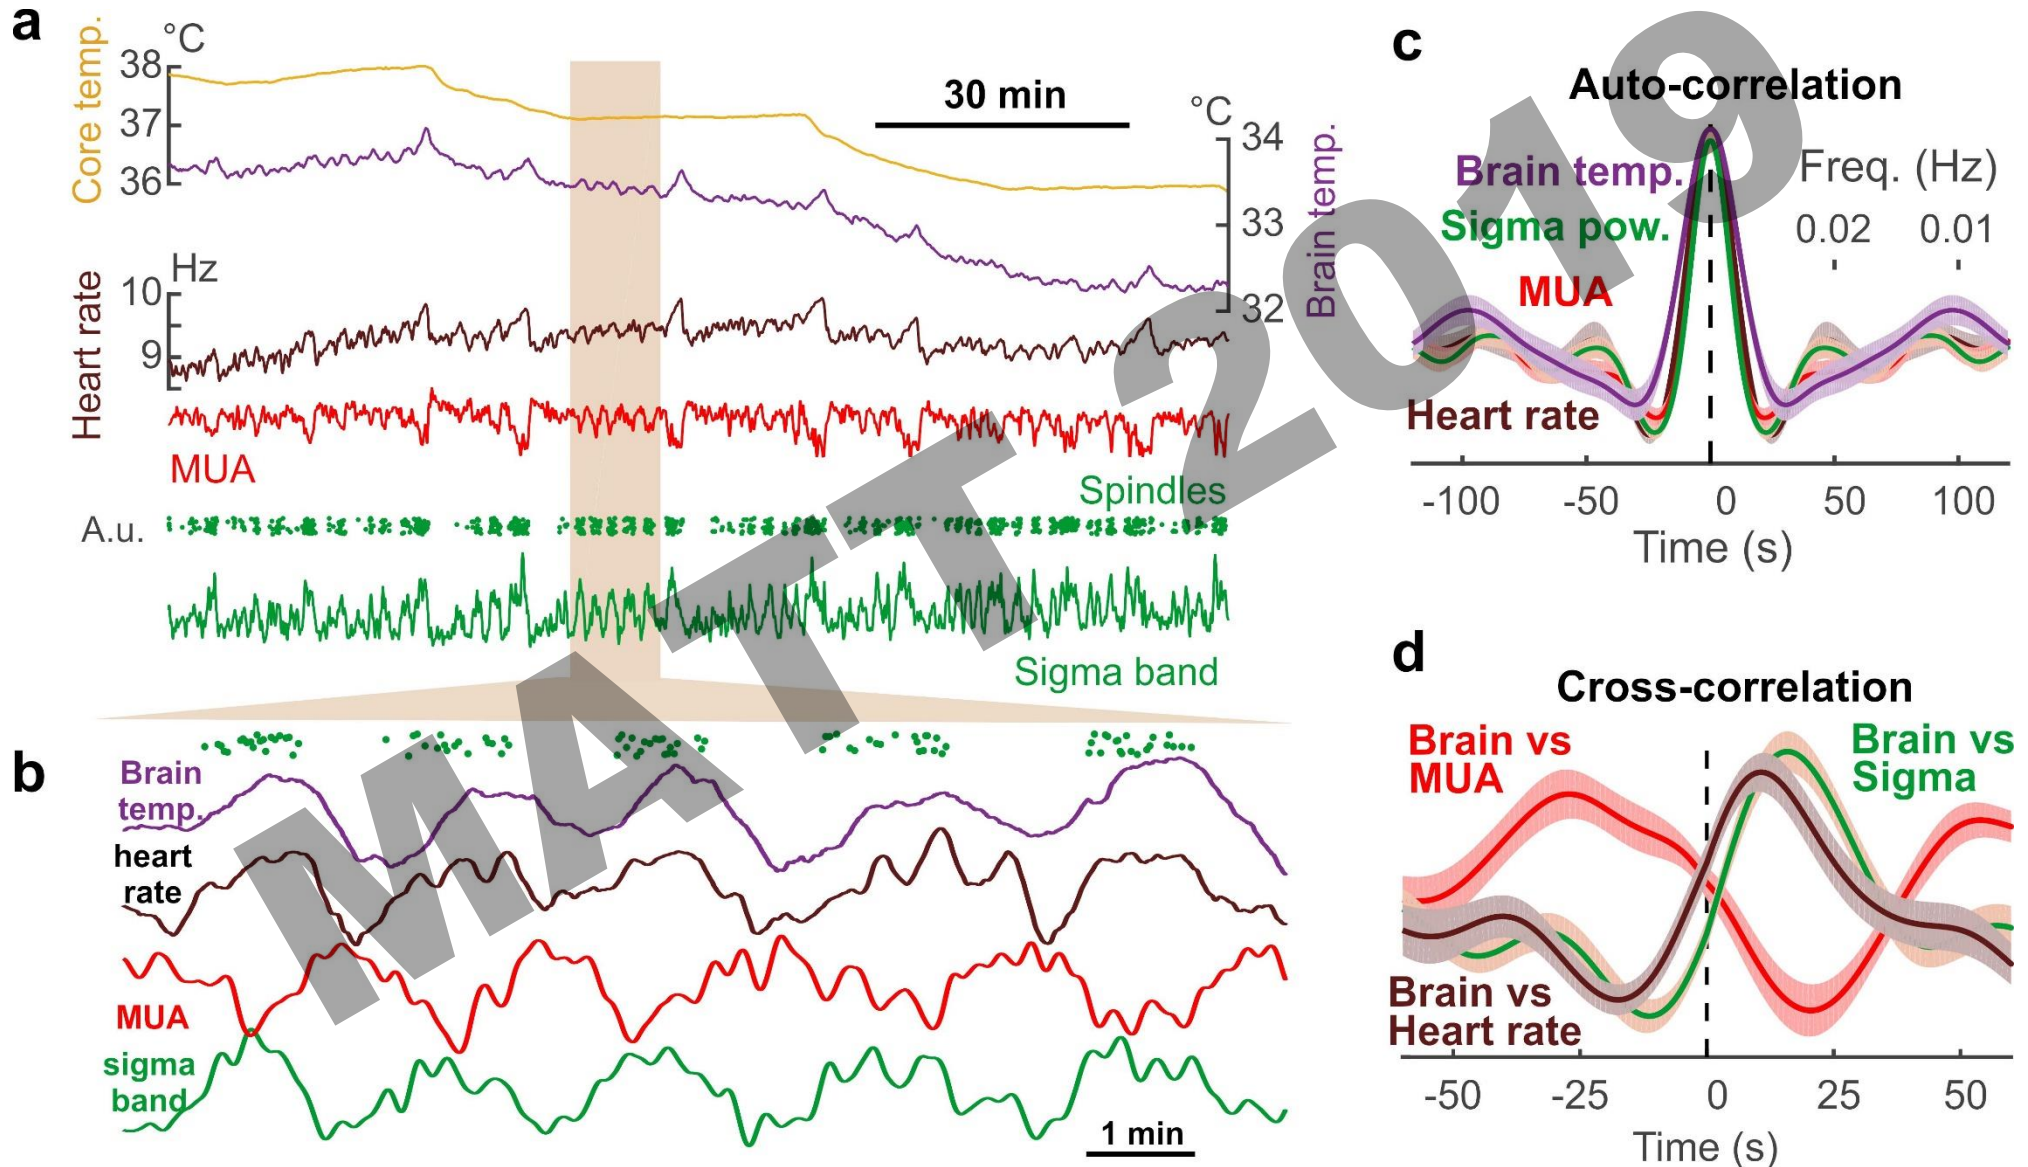 a
°C
Core temp.
38
37
36
30 min
°C
34
33
32
Brain temp.
Heart rate
Hz
10
9
MUA
Spindles
A.u.
Sigma band
b
Brain
temp.
heart
rate
MUA
sigma
band
1 min
c
Auto-correlation
Brain temp.
Sigma pow.
MUA
Heart rate
Freq. (Hz)
0.02 0.01
-100 -50 0 50 100
Time (s)
d
Cross-correlation
Brain vs
MUA
Brain vs
Sigma
Brain vs
Heart rate
-50 -25 0 25 50
Time (s)
MATT 2019